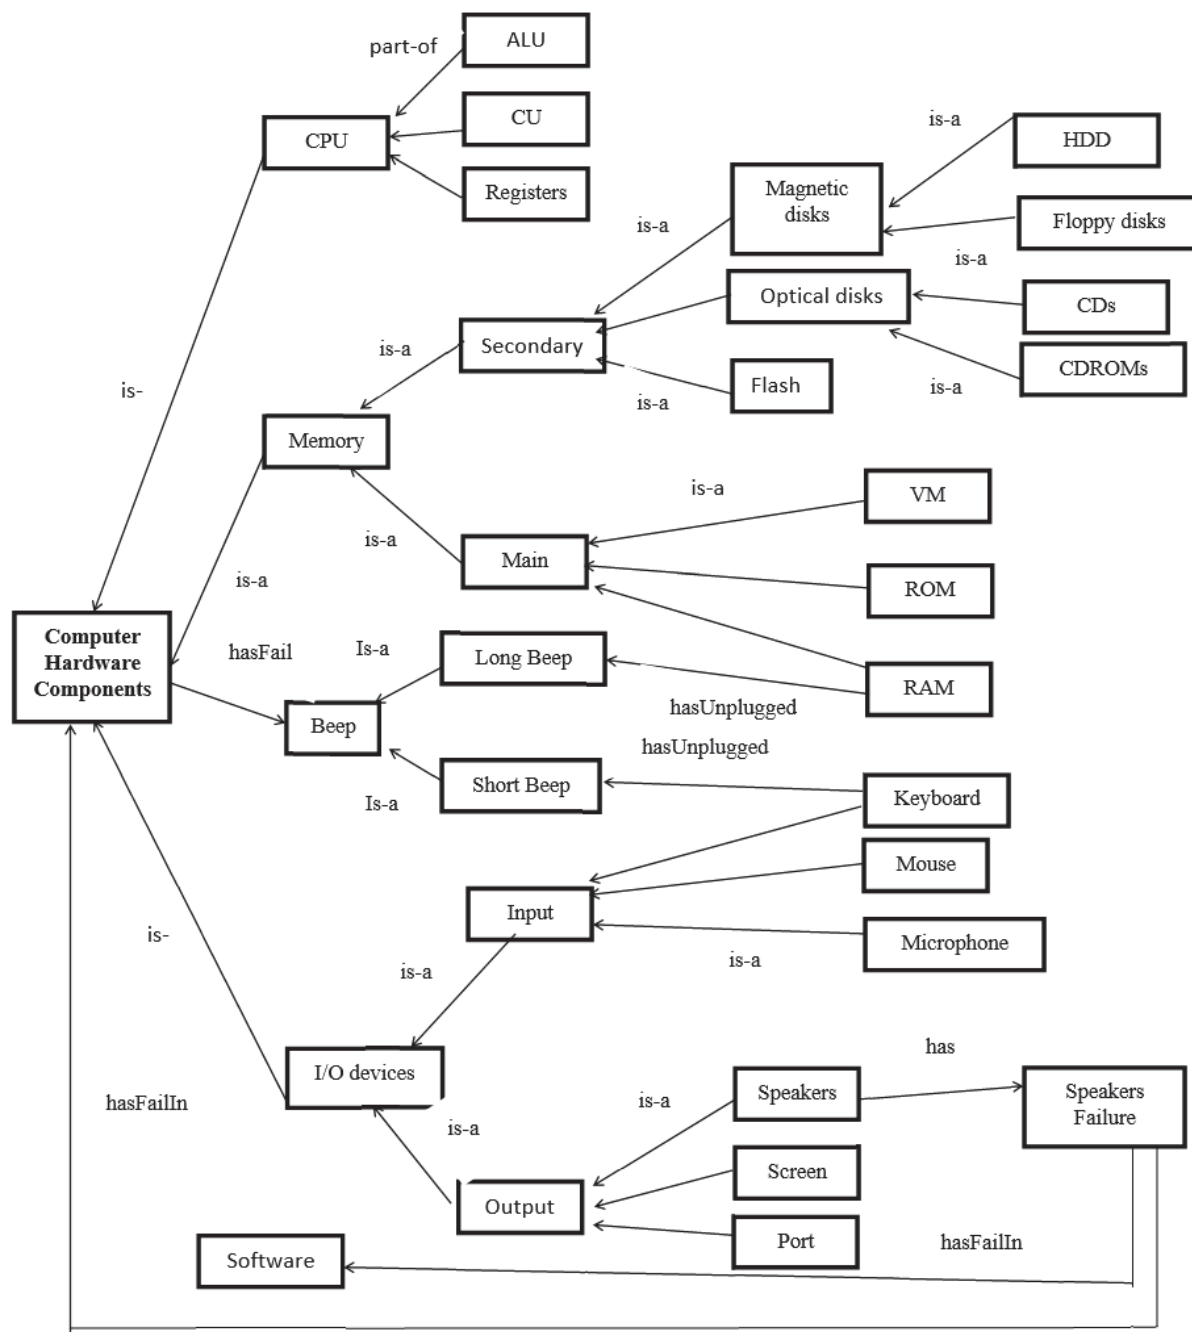 part-of
ALU
CU
CPU
Registers
is-a
HDD
Magnetic
disks
Floppy disks
is-a
is-a
Optical disks
CDs
Secondary
is-a
CDROMs
is-a
Flash
is-a
is-
Memory
is-a
VM
is-a
Main
is-a
ROM
Computer
Hardware
Components
hasFail
Is-a
Long Beep
RAM
hasUnplugged
Beep
hasUnplugged
Short Beep
Is-a
Keyboard
Mouse
Input
Microphone
is-
is-a
is-a
has
I/O devices
Speakers
Speakers
Failure
hasFailIn
is-a
is-a
Screen
Output
Port
hasFailIn
Software